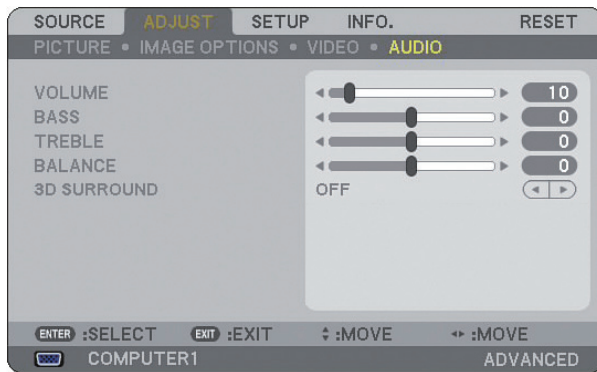 SOURCE ADJUST SETUP INFO. RESET
PICTURE • IMAGE OPTIONS • VIDEO • AUDIO
VOLUME 10
BASS 0
TREBLE 0
BALANCE 0
3D SURROUND OFF
ENTER :SELECT EXIT :EXIT :MOVE :MOVE
COMPUTER1 ADVANCED